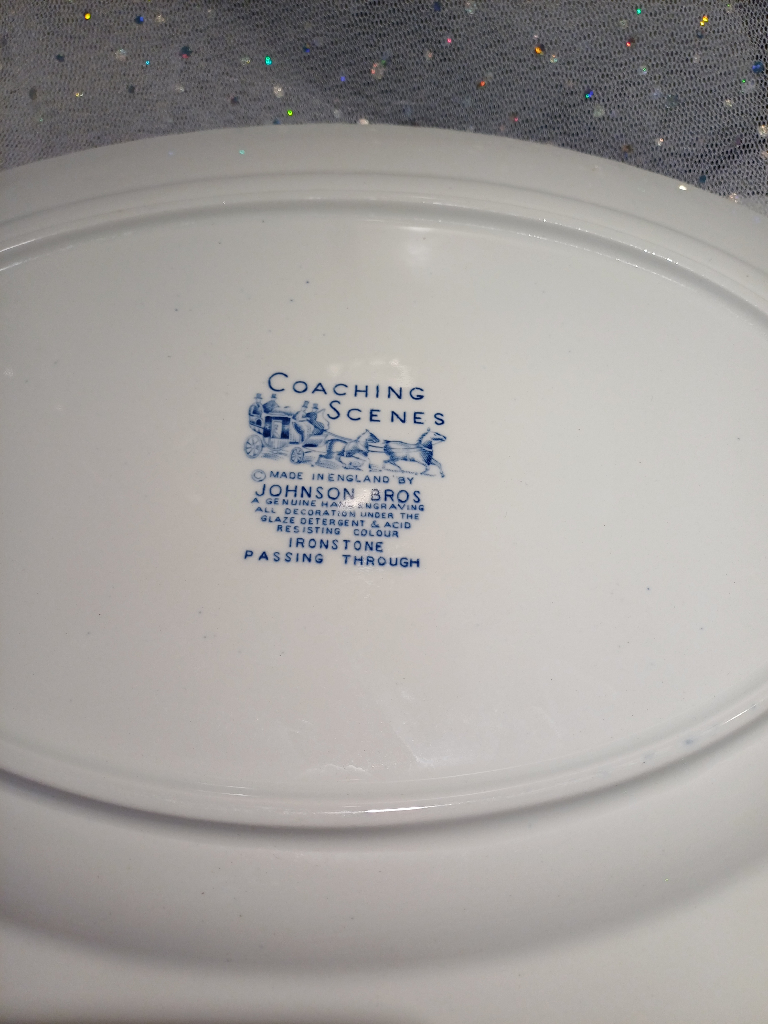 COACHING
SCENES
© MADE IN ENGLAND BY
JOHNSON BROS
A GENUINE HAND ENGRAVING
ALL DECORATION UNDER THE
GLAZE DETERGENT & ACID
RESISTING COLOUR
IRONSTONE
PASSING THROUGH